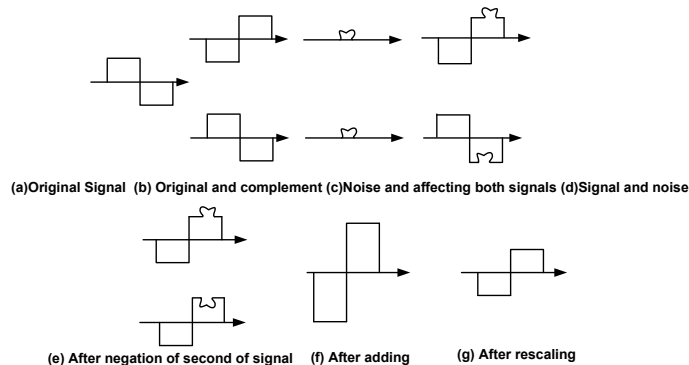 (a)Original Signal (b) Original and complement (c)Noise and affecting both signals (d)Signal and noise
(e) After negation of second of signal (f) After adding (g) After rescaling